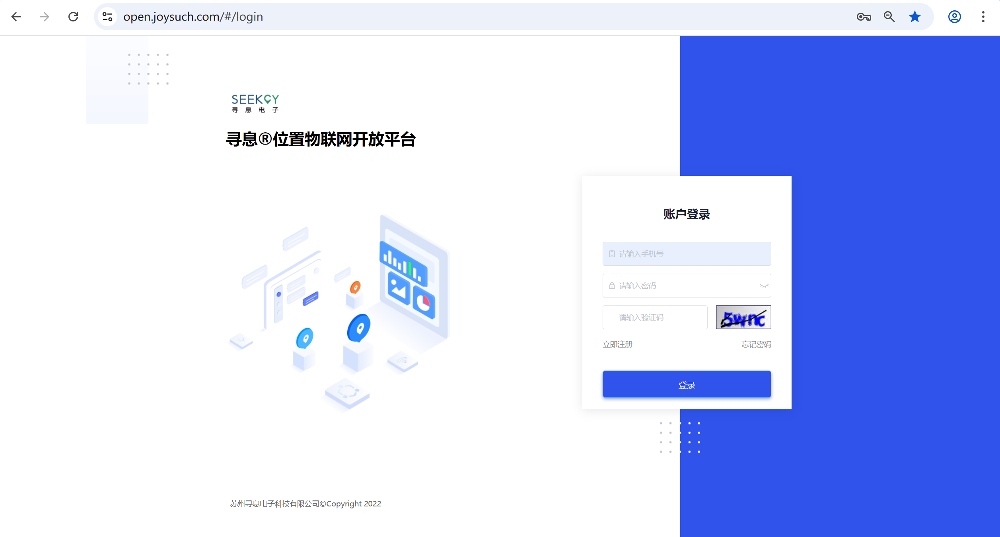 open.joysuch.com/#/login
SEEKCY
寻息电子
寻息®位置物联网开放平台
账户登录
请输入手机号
请输入密码
请输入验证码
5wnc
立即注册
忘记密码
登录
苏州寻息电子科技有限公司©Copyright 2022